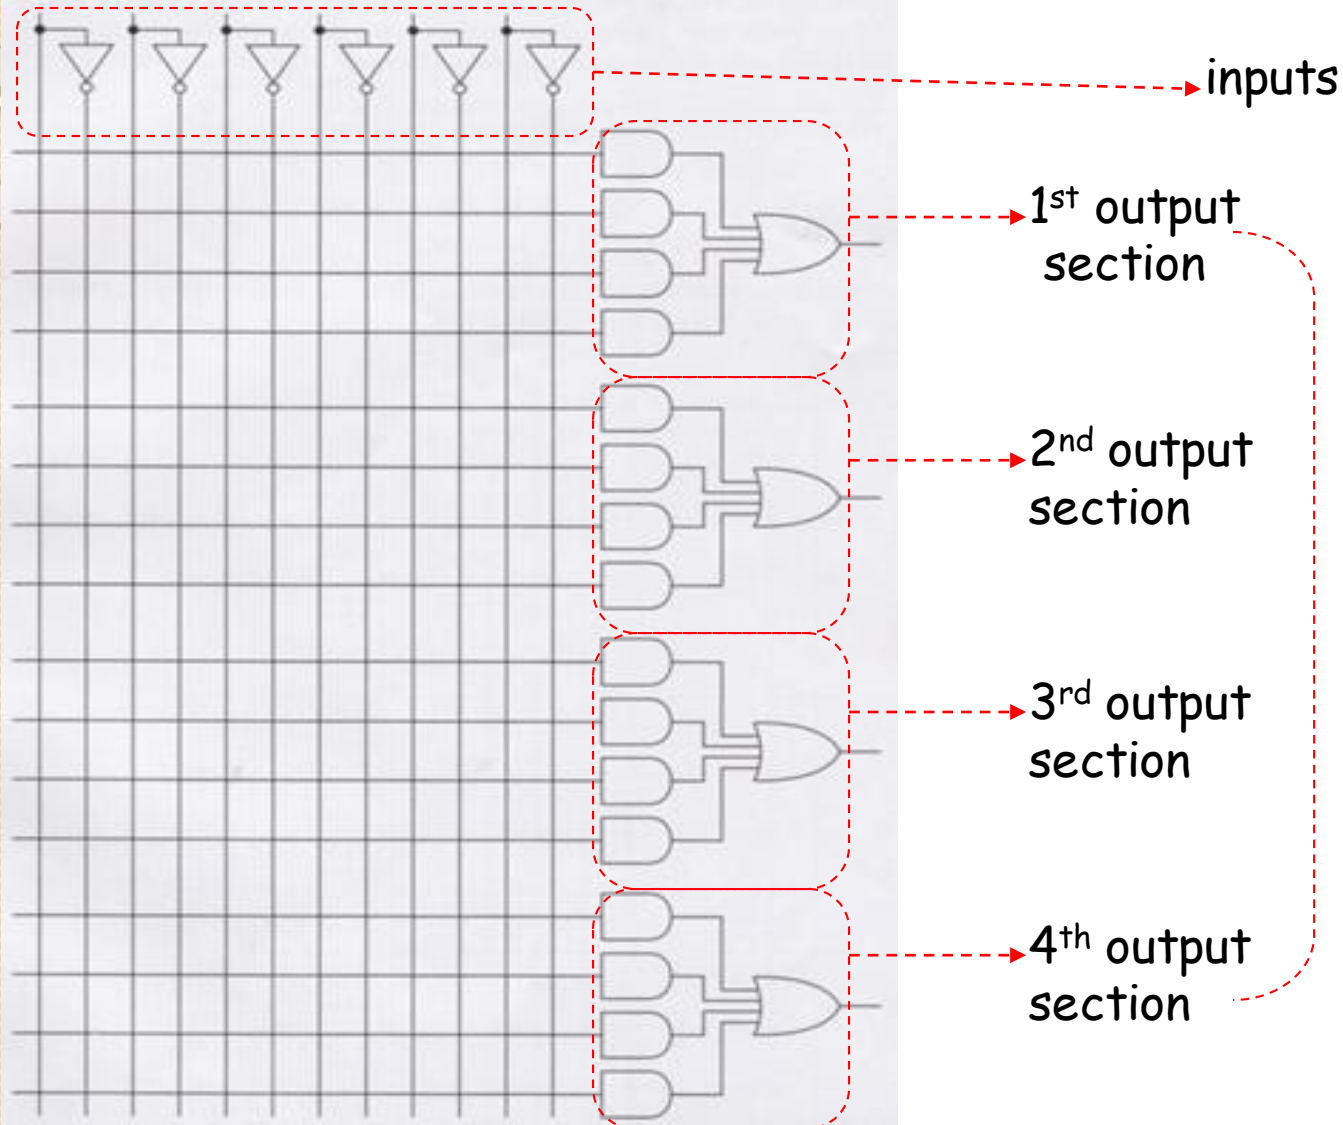 inputs
1st output
section
2nd output
section
3rd output
section
4th output
section